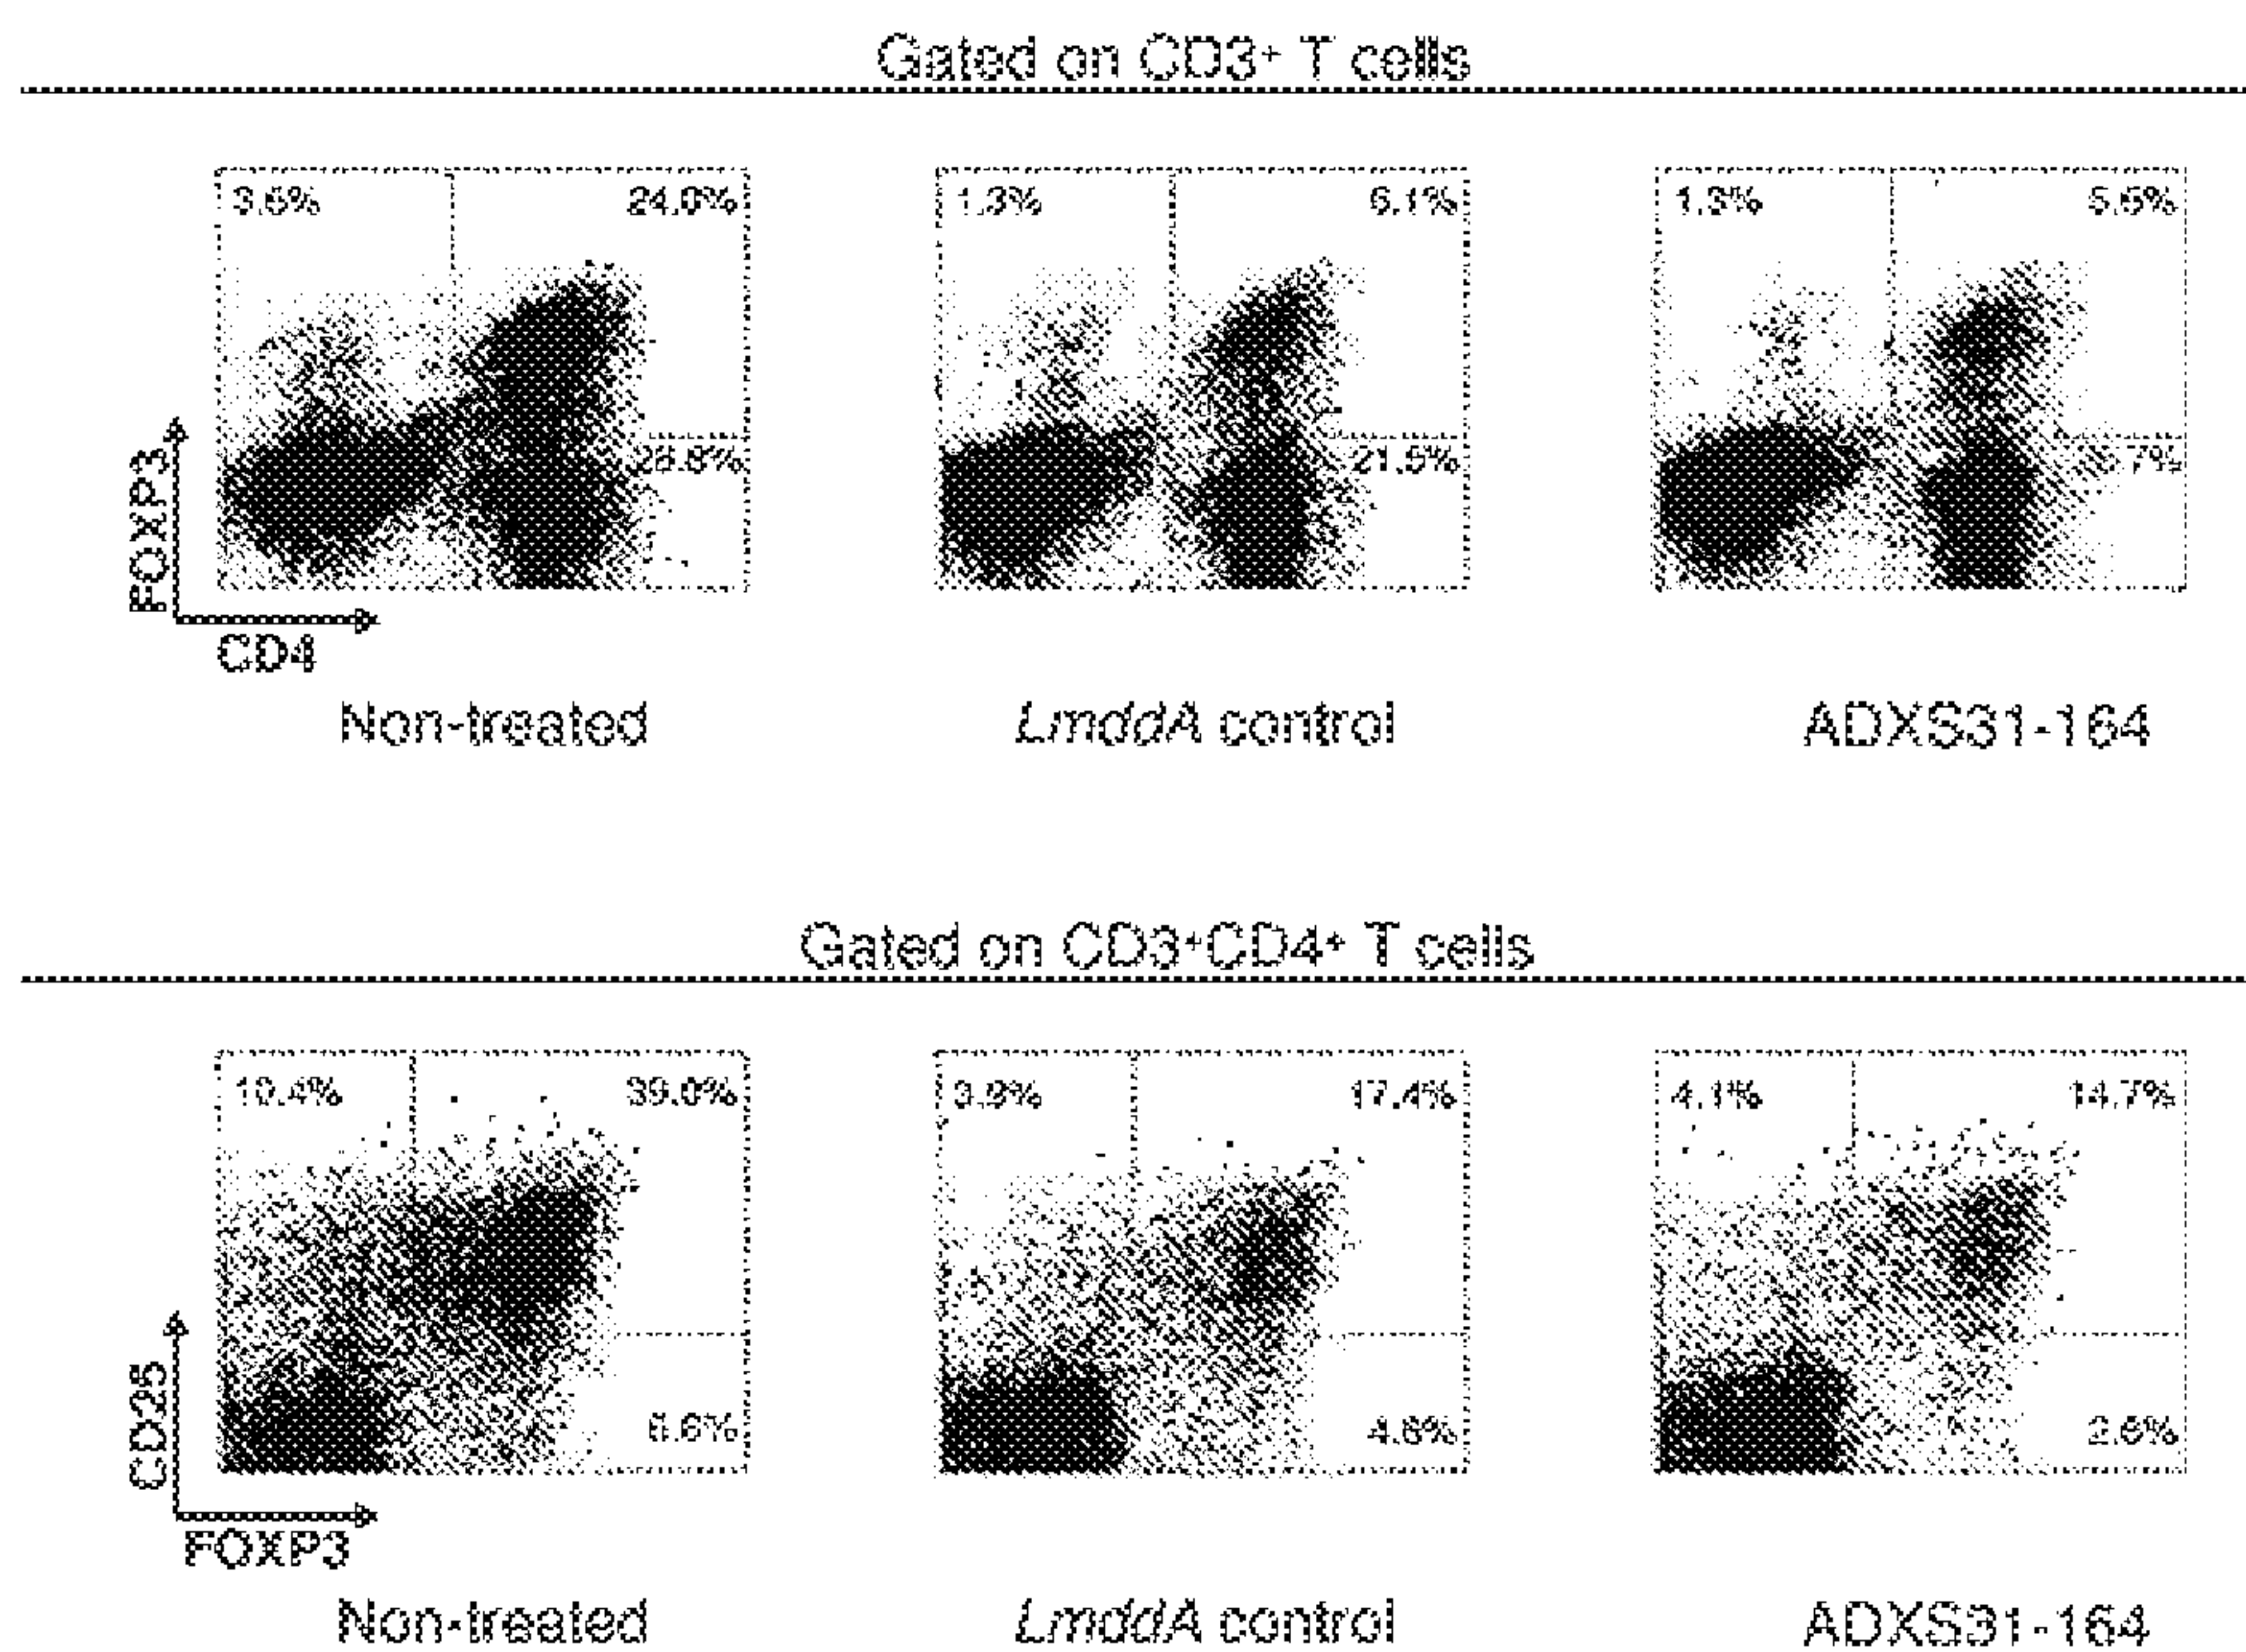 Gated on CD3+ T cells
3.6% 24.0% 1.3% 6.1% 1.3% 5.6%
28.8% 21.5% 7%
FOXP3
CD4
Non-treated LmddA control ADXS31-164
Gated on CD3+CD4+ T cells
10.4% 39.0% 3.9% 17.4% 4.1% 14.7%
6.6% 4.6% 2.6%
CD25
FOXP3
Non-treated LmddA control ADXS31-164